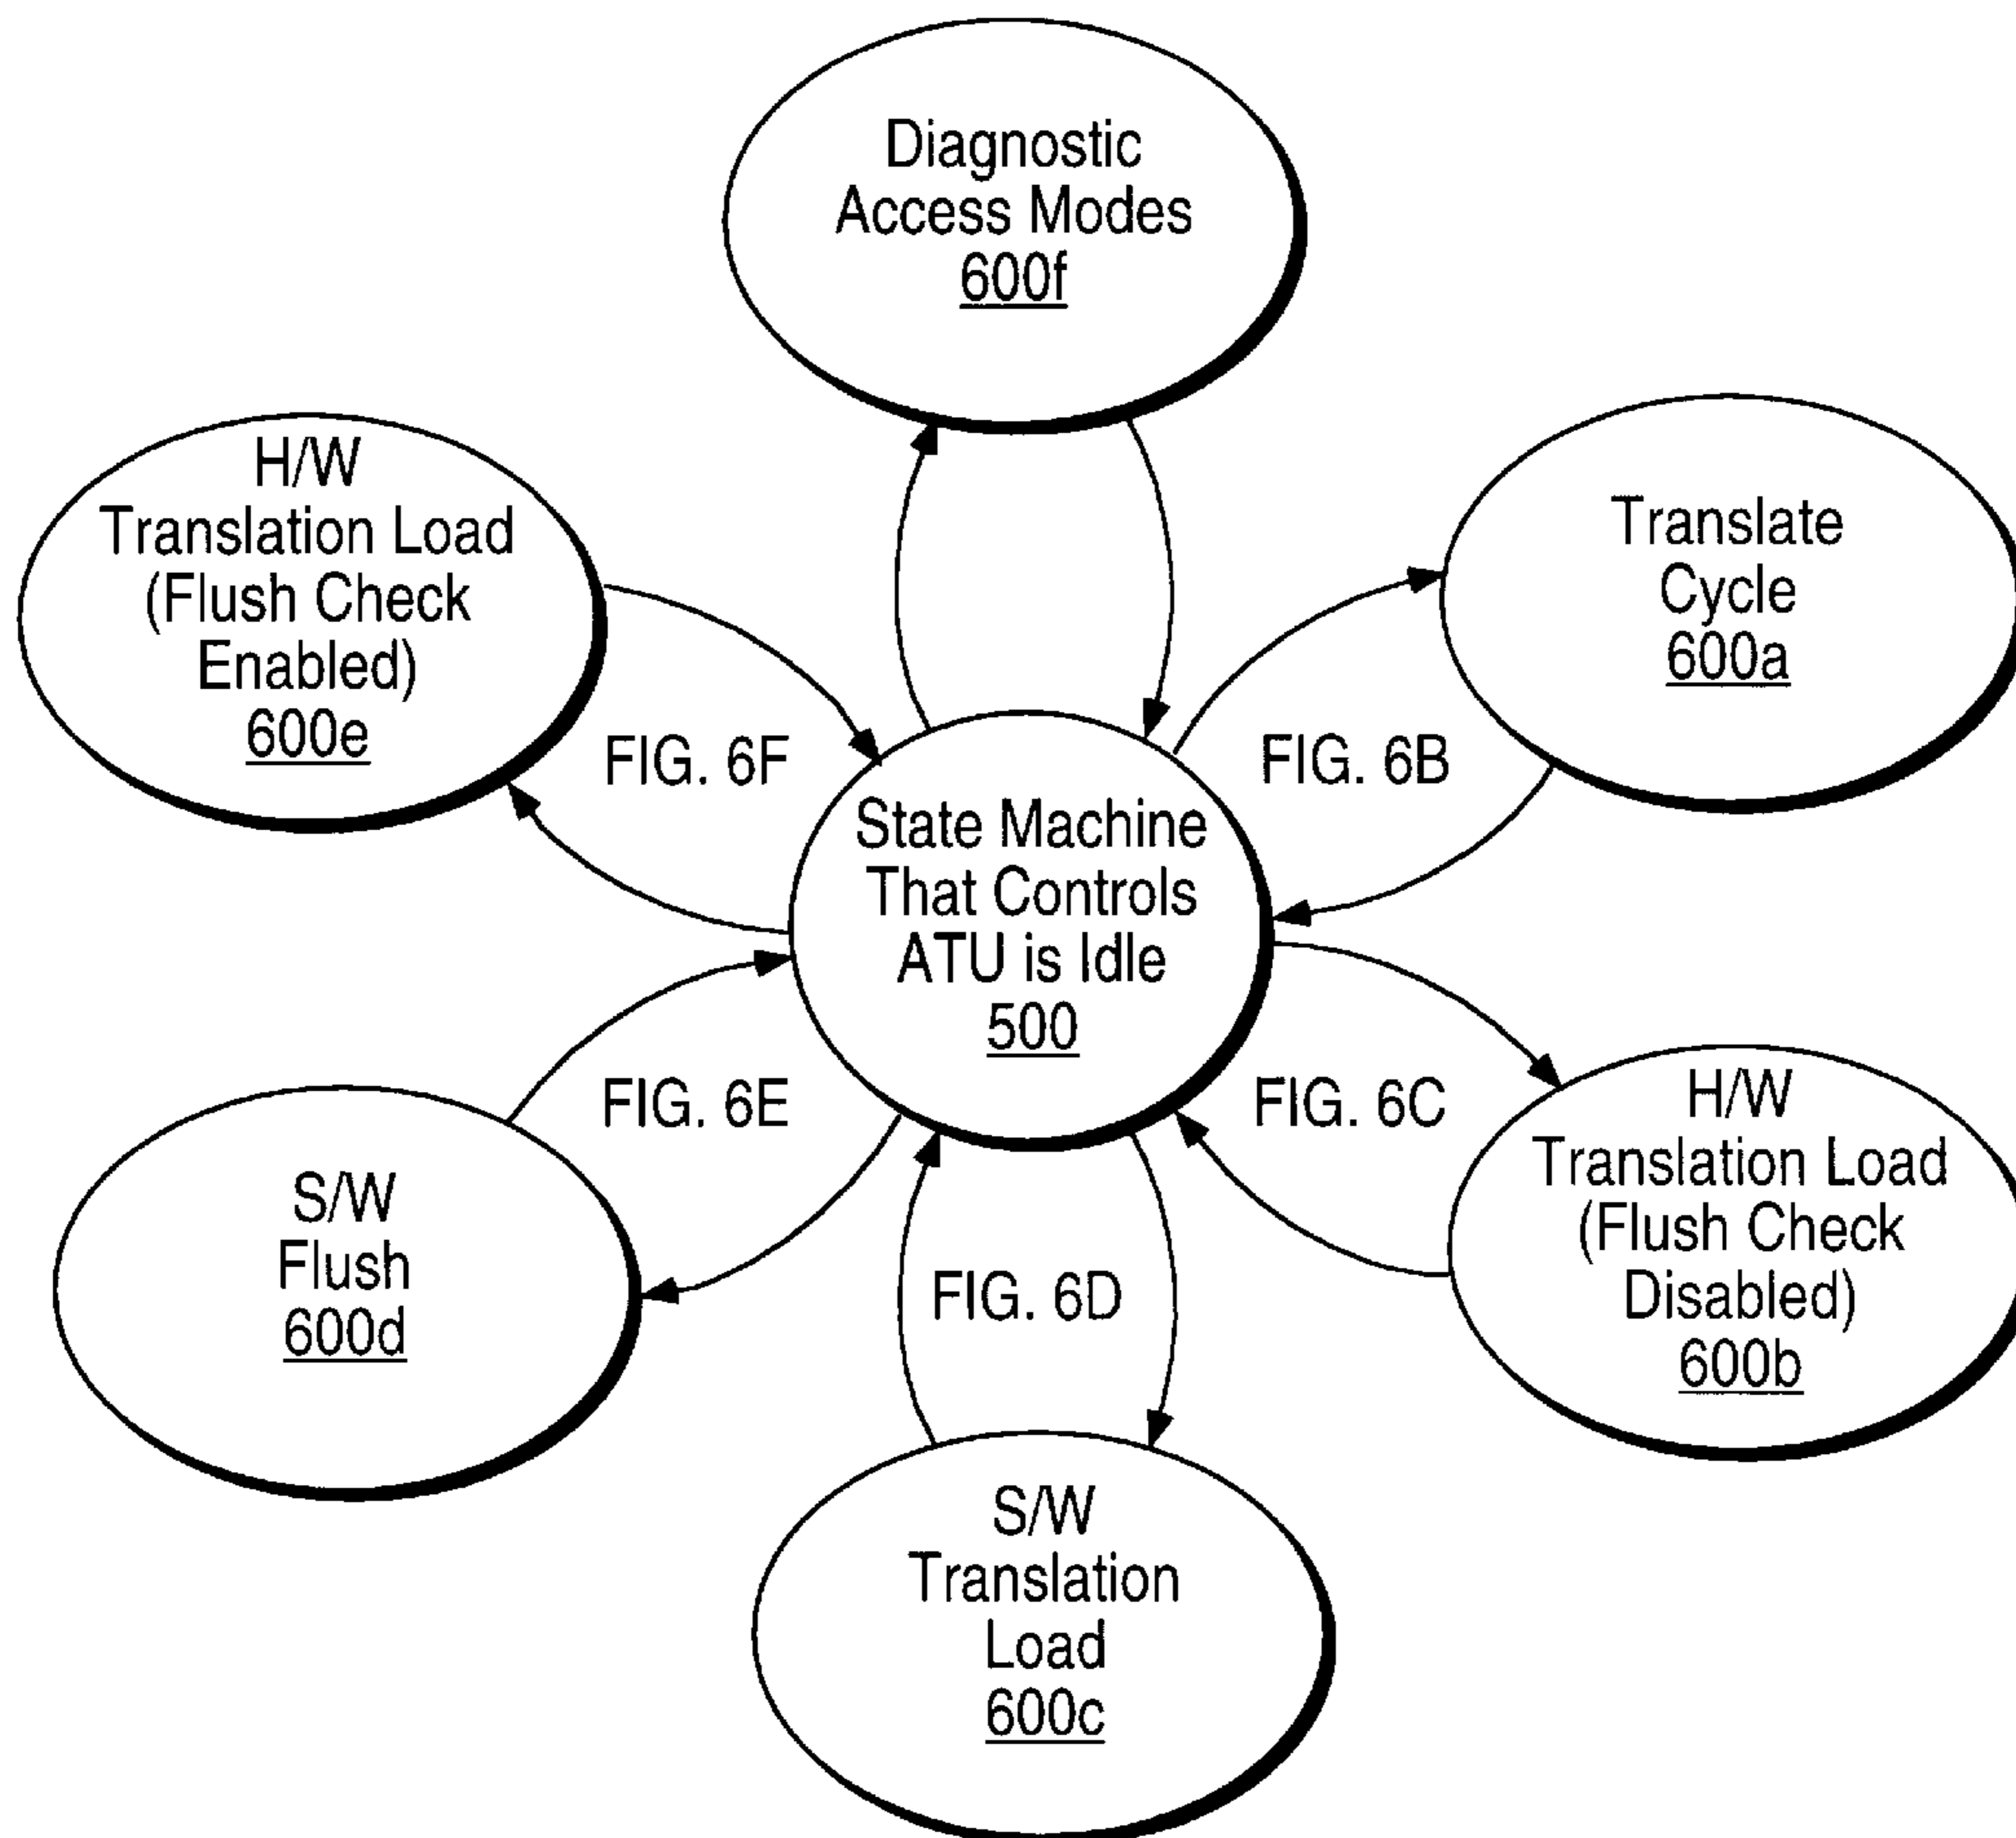 Diagnostic
Access Modes
600f
H/W
Translation Load
(Flush Check
Enabled)
600e
Translate
Cycle
600a
FIG. 6F
FIG. 6B
State Machine
That Controls
ATU is Idle
500
FIG. 6E
FIG. 6C
S/W
Flush
600d
H/W
Translation Load
(Flush Check
Disabled)
600b
FIG. 6D
S/W
Translation
Load
600c